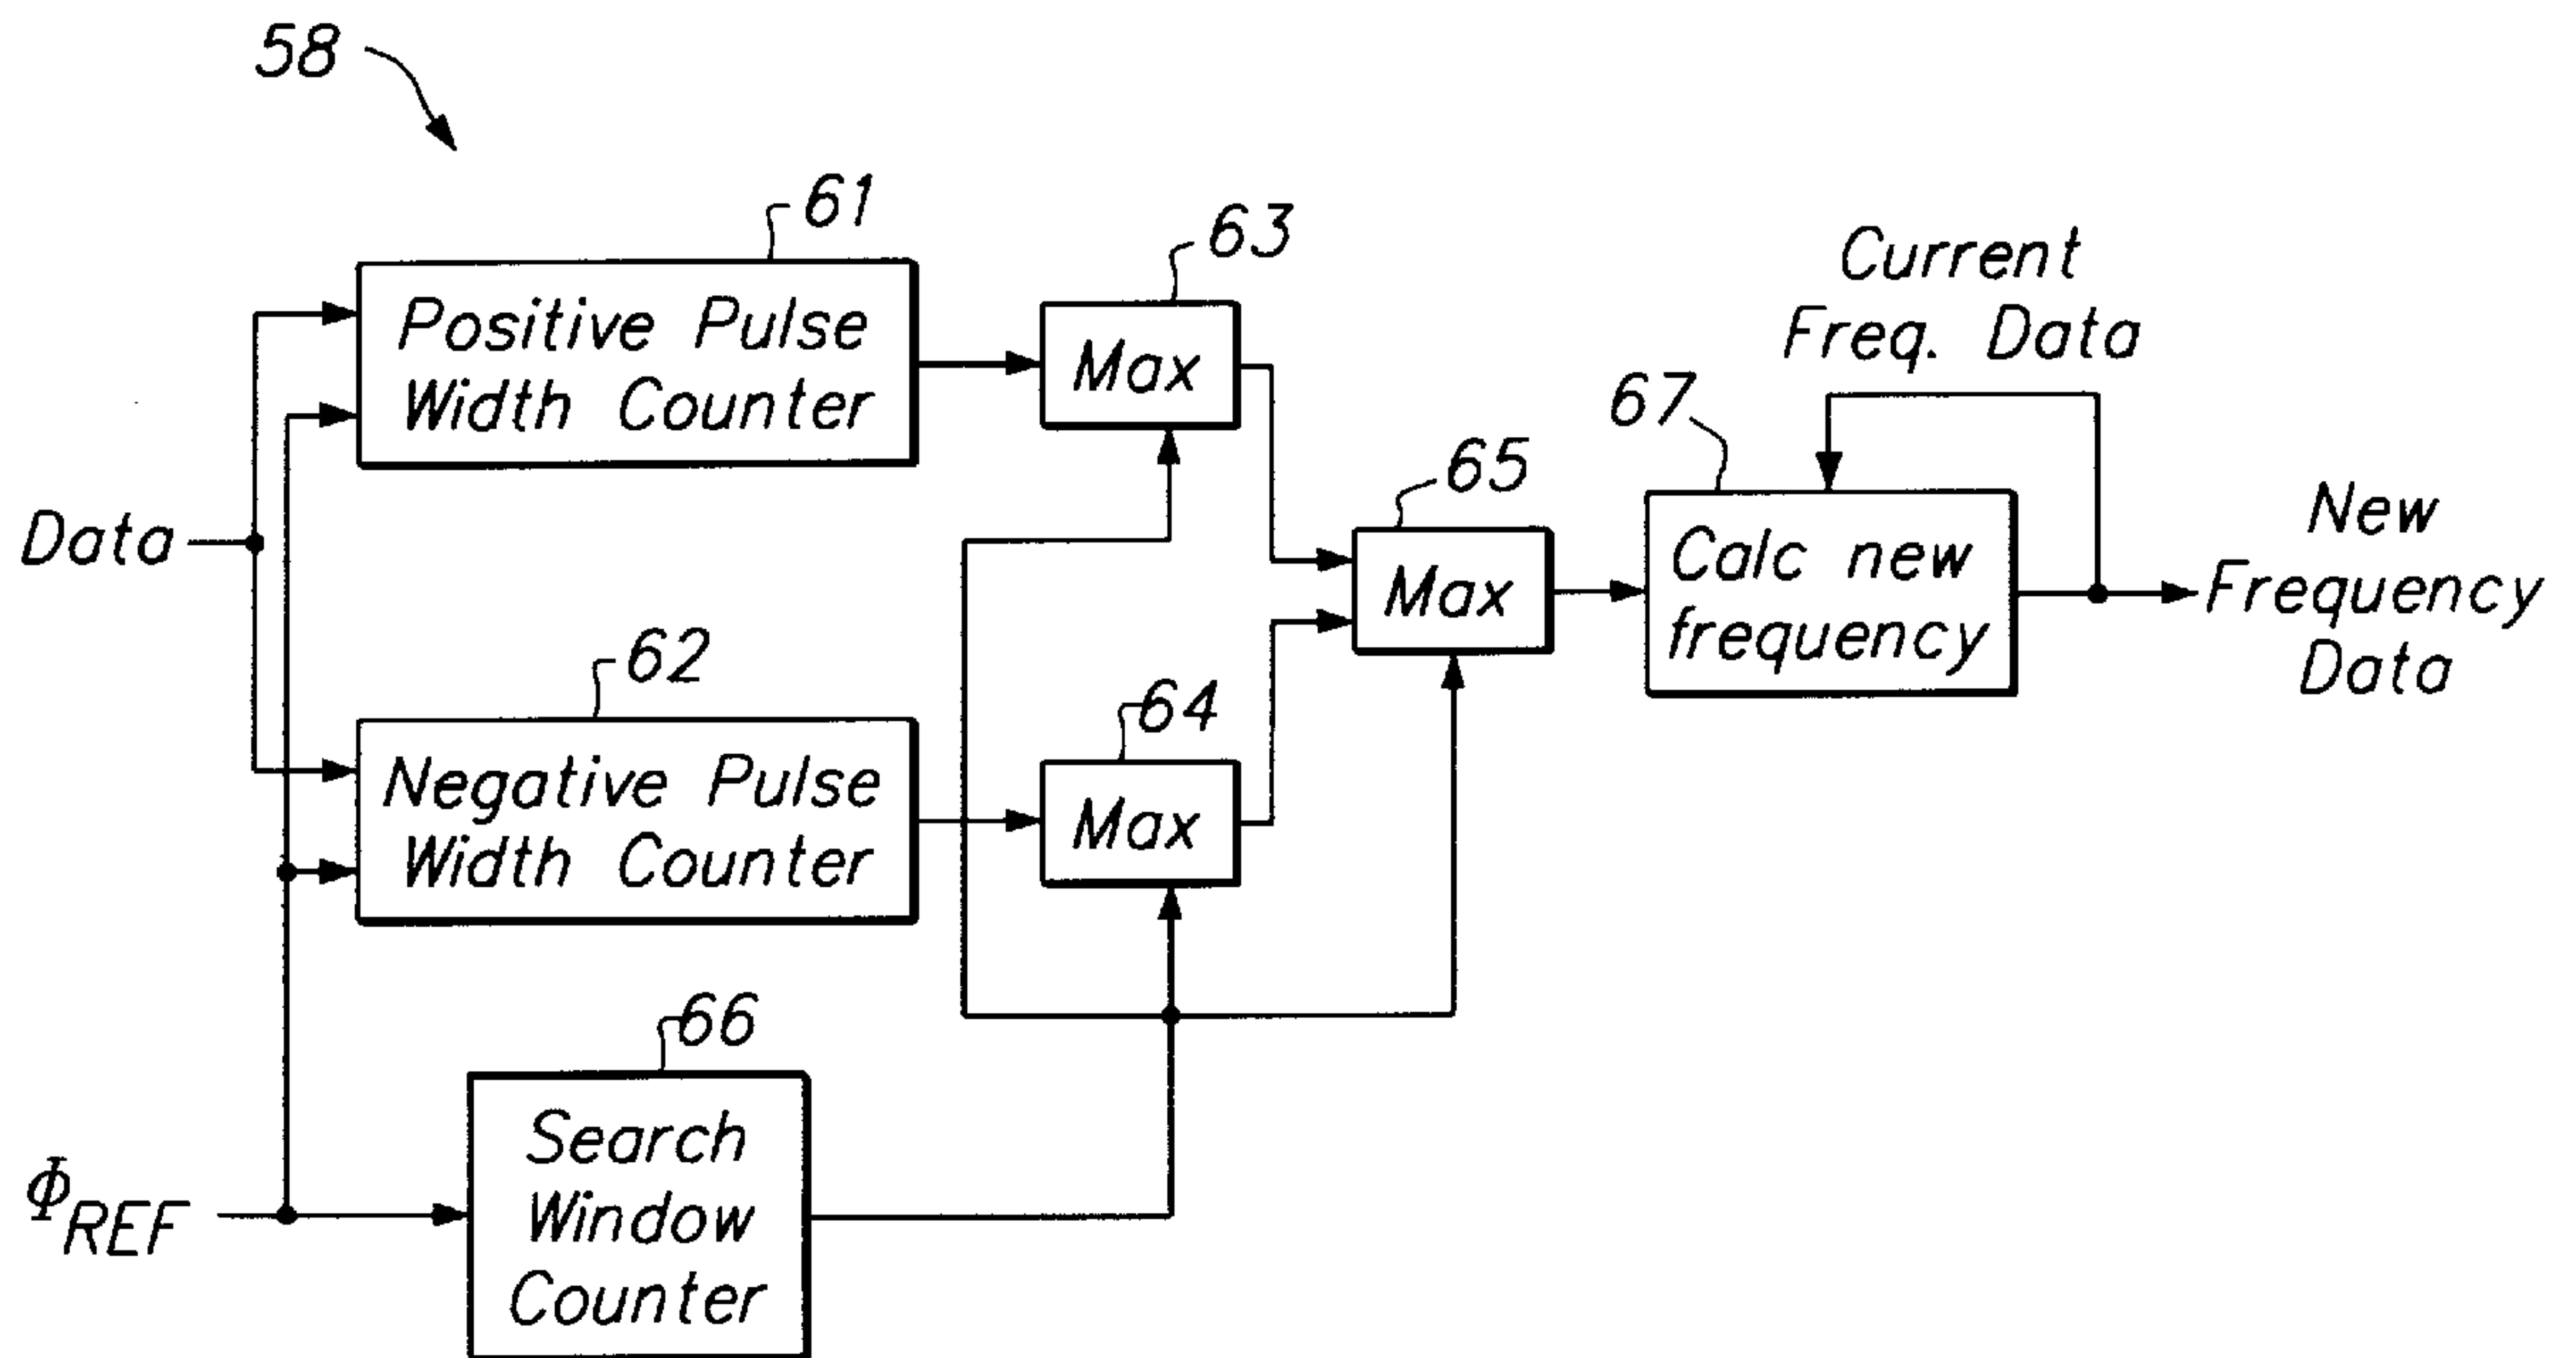 58
61
Positive Pulse
Width Counter
63
Max
Current
Freq. Data
67
65
Max
Calc new
frequency
New
Frequency
Data
Data
62
Negative Pulse
Width Counter
64
Max
66
Search
Window
Counter
Φ REF